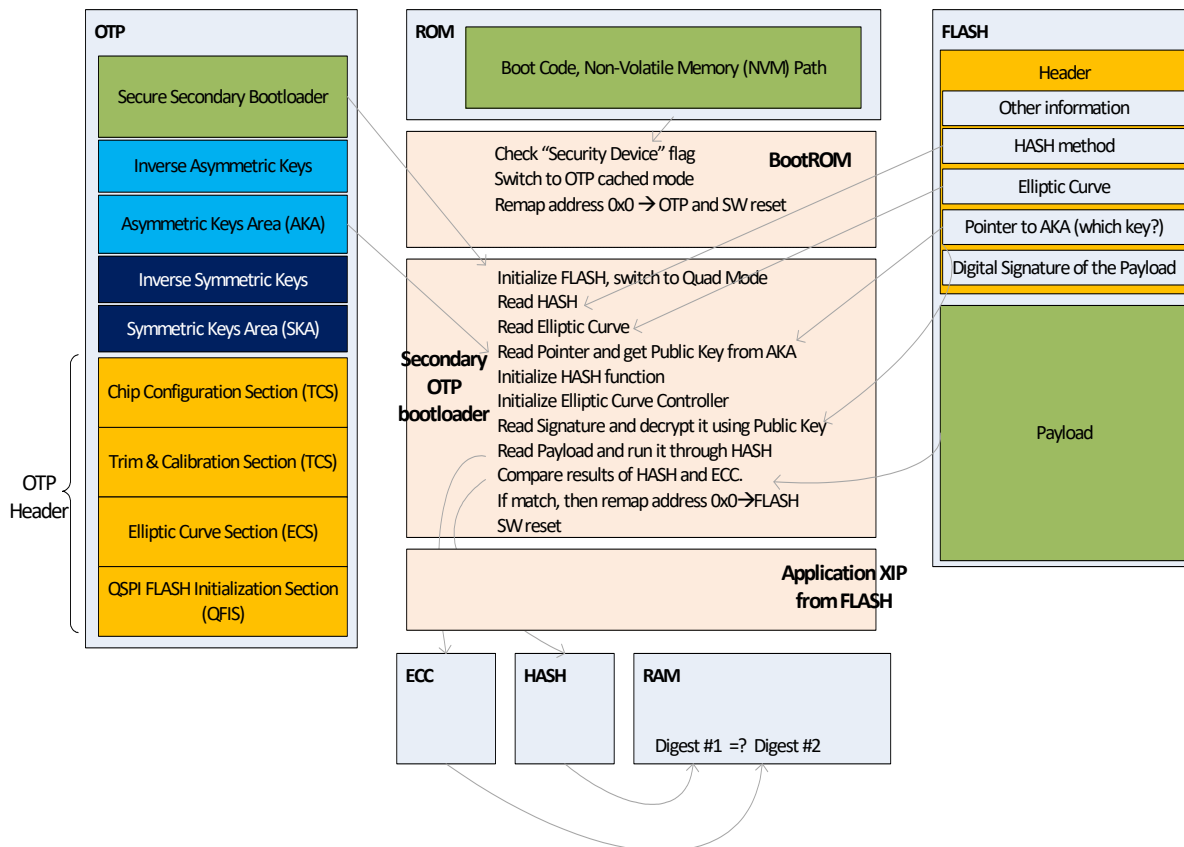 OTP
Secure Secondary Bootloader
Inverse Asymmetric Keys
Asymmetric Keys Area (AKA)
Inverse Symmetric Keys
Symmetric Keys Area (SKA)
OTP
Header
Chip Configuration Section (TCS)
Trim & Calibration Section (TCS)
Elliptic Curve Section (ECS)
QSPI FLASH Initialization Section
(QFIS)
ROM
Boot Code, Non-Volatile Memory (NVM) Path
Check “Security Device” flag
Switch to OTP cached mode
Remap address 0x0 → OTP and SW reset
BootROM
Secondary
OTP
bootloader
Initialize FLASH, switch to Quad Mode
Read HASH
Read Elliptic Curve
Read Pointer and get Public Key from AKA
Initialize HASH function
Initialize Elliptic Curve Controller
Read Signature and decrypt it using Public Key
Read Payload and run it through HASH
Compare results of HASH and ECC.
If match, then remap address 0x0→FLASH
SW reset
Application XIP
from FLASH
ECC
HASH
RAM
Digest #1 =? Digest #2
FLASH
Header
Other information
HASH method
Elliptic Curve
Pointer to AKA (which key?)
Digital Signature of the Payload
Payload